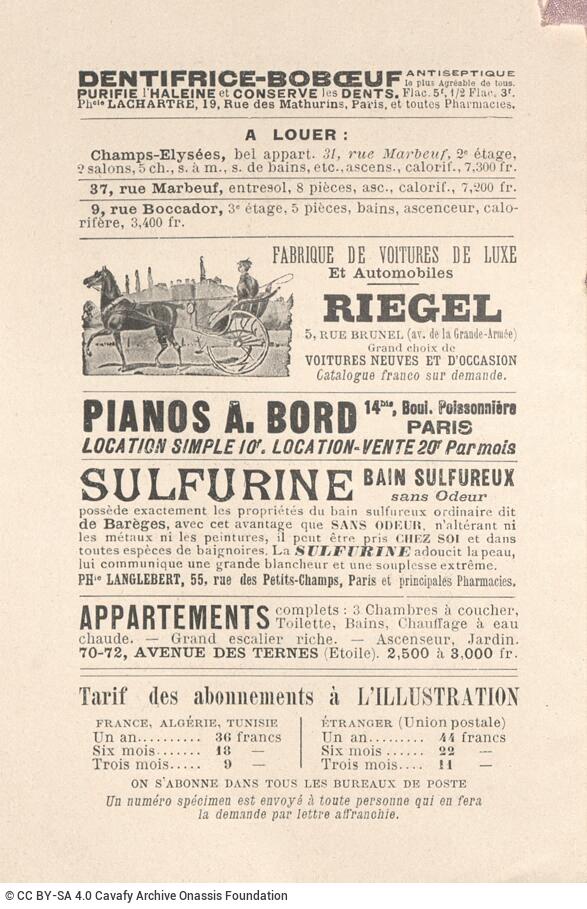 DENTIFRICE-BOBŒUF ANTISEPTIQUE
le plus Agréable de tous.
PURIFIE l'HALEINE et CONSERVE les DENTS. Flac. 5f, 1/2 Flac. 3f.
Phcie LACHARTRE, 19, Rue des Mathurins, Paris, et toutes Pharmacies.
A LOUER :
Champs-Elysées, bel appart. 31, rue Marbeuf, 2e étage,
2 salons, 5 ch., s. à m., s. de bains, etc., ascens., calorif., 7,300 fr.
37, rue Marbeuf, entresol, 8 pièces, asc., calorif., 7,200 fr.
9, rue Boccador, 3e étage, 5 pièces, bains, ascenceur, calo-
rifère, 3,400 fr.
FABRIQUE DE VOITURES DE LUXE
Et Automobiles
RIEGEL
5, RUE BRUNEL (av. de la Grande-Armée)
Grand choix de
VOITURES NEUVES ET D'OCCASION
Catalogue franco sur demande.
PIANOS A. BORD 14bis, Boul. Poissonnière
PARIS
LOCATION SIMPLE 10f. LOCATION-VENTE 20f Par mois
SULFURINE BAIN SULFUREUX
sans Odeur
possède exactement les propriétés du bain sulfureux ordinaire dit
de Barèges, avec cet avantage que SANS ODEUR, n'altérant ni
les métaux ni les peintures, il peut être pris CHEZ SOI et dans
toutes espèces de baignoires. La SULFURINE adoucit la peau,
lui communique une grande blancheur et une souplesse extrême.
PHie LANGLEBERT, 55, rue des Petits-Champs, Paris et principales Pharmacies.
APPARTEMENTS complets : 3 Chambres à coucher,
Toilette, Bains, Chauffage à eau
chaude. — Grand escalier riche. — Ascenseur, Jardin.
70-72, AVENUE DES TERNES (Etoile). 2,500 à 3,000 fr.
Tarif des abonnements à L'ILLUSTRATION
FRANCE, ALGÉRIE, TUNISIE
Un an.......... 36 francs
Six mois....... 18 —
Trois mois..... 9 —
ÉTRANGER (Union postale)
Un an.......... 44 francs
Six mois ...... 22 —
Trois mois.... 11 —
ON S'ABONNE DANS TOUS LES BUREAUX DE POSTE
Un numéro spécimen est envoyé à toute personne qui en fera
la demande par lettre affranchie.
© CC BY-SA 4.0 Cavafy Archive Onassis Foundation